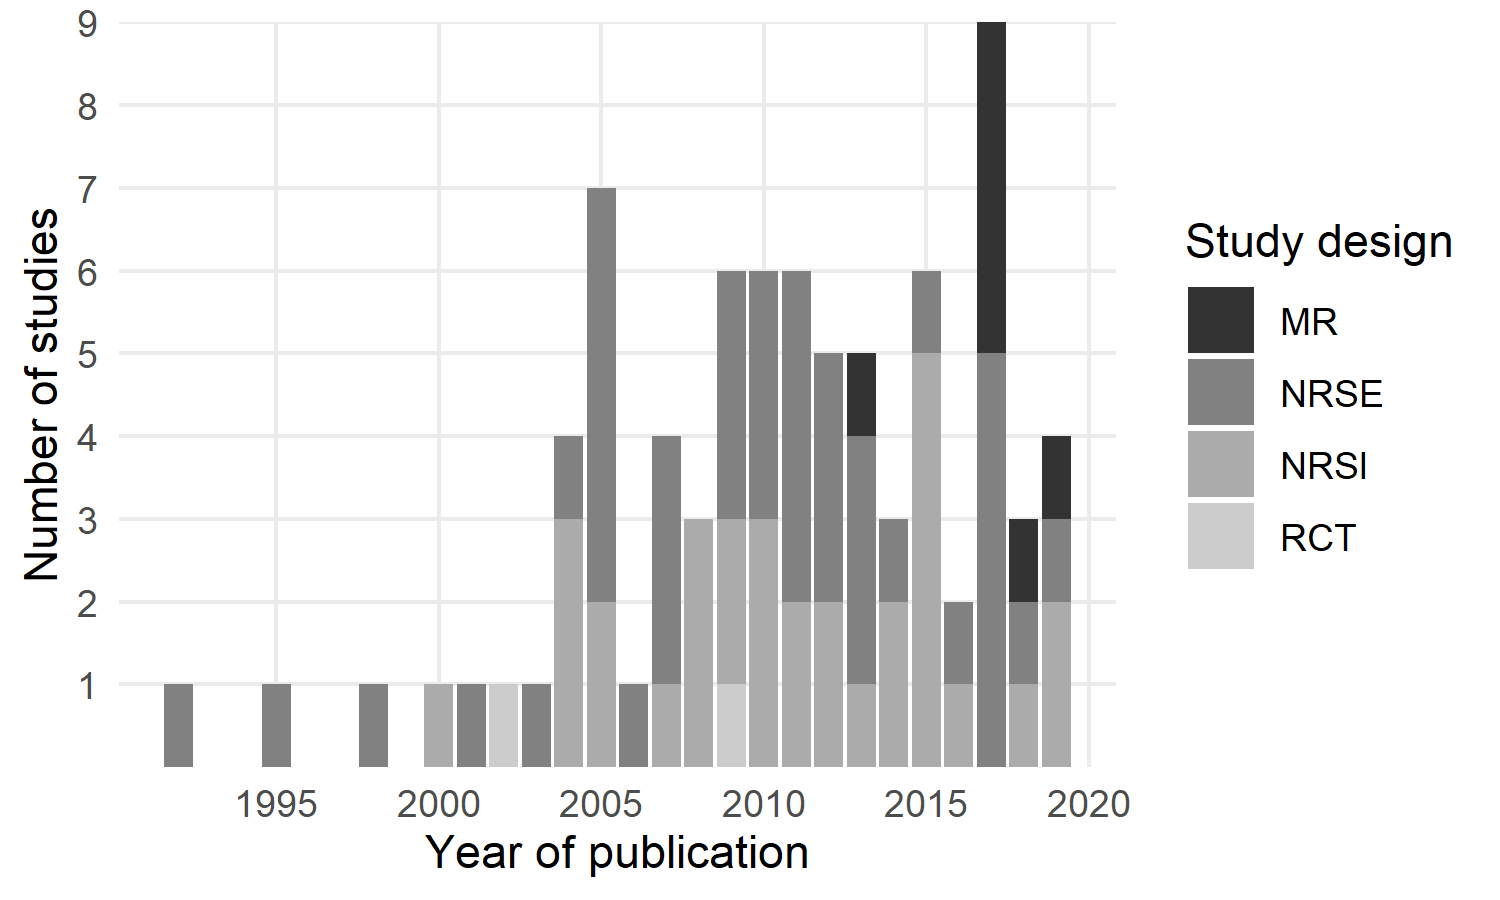 9
8
7
6
5
4
3
2
1
Number of studies
1995 2000 2005 2010 2015 2020
Year of publication
Study design
MR
NRSE
NRSI
RCT